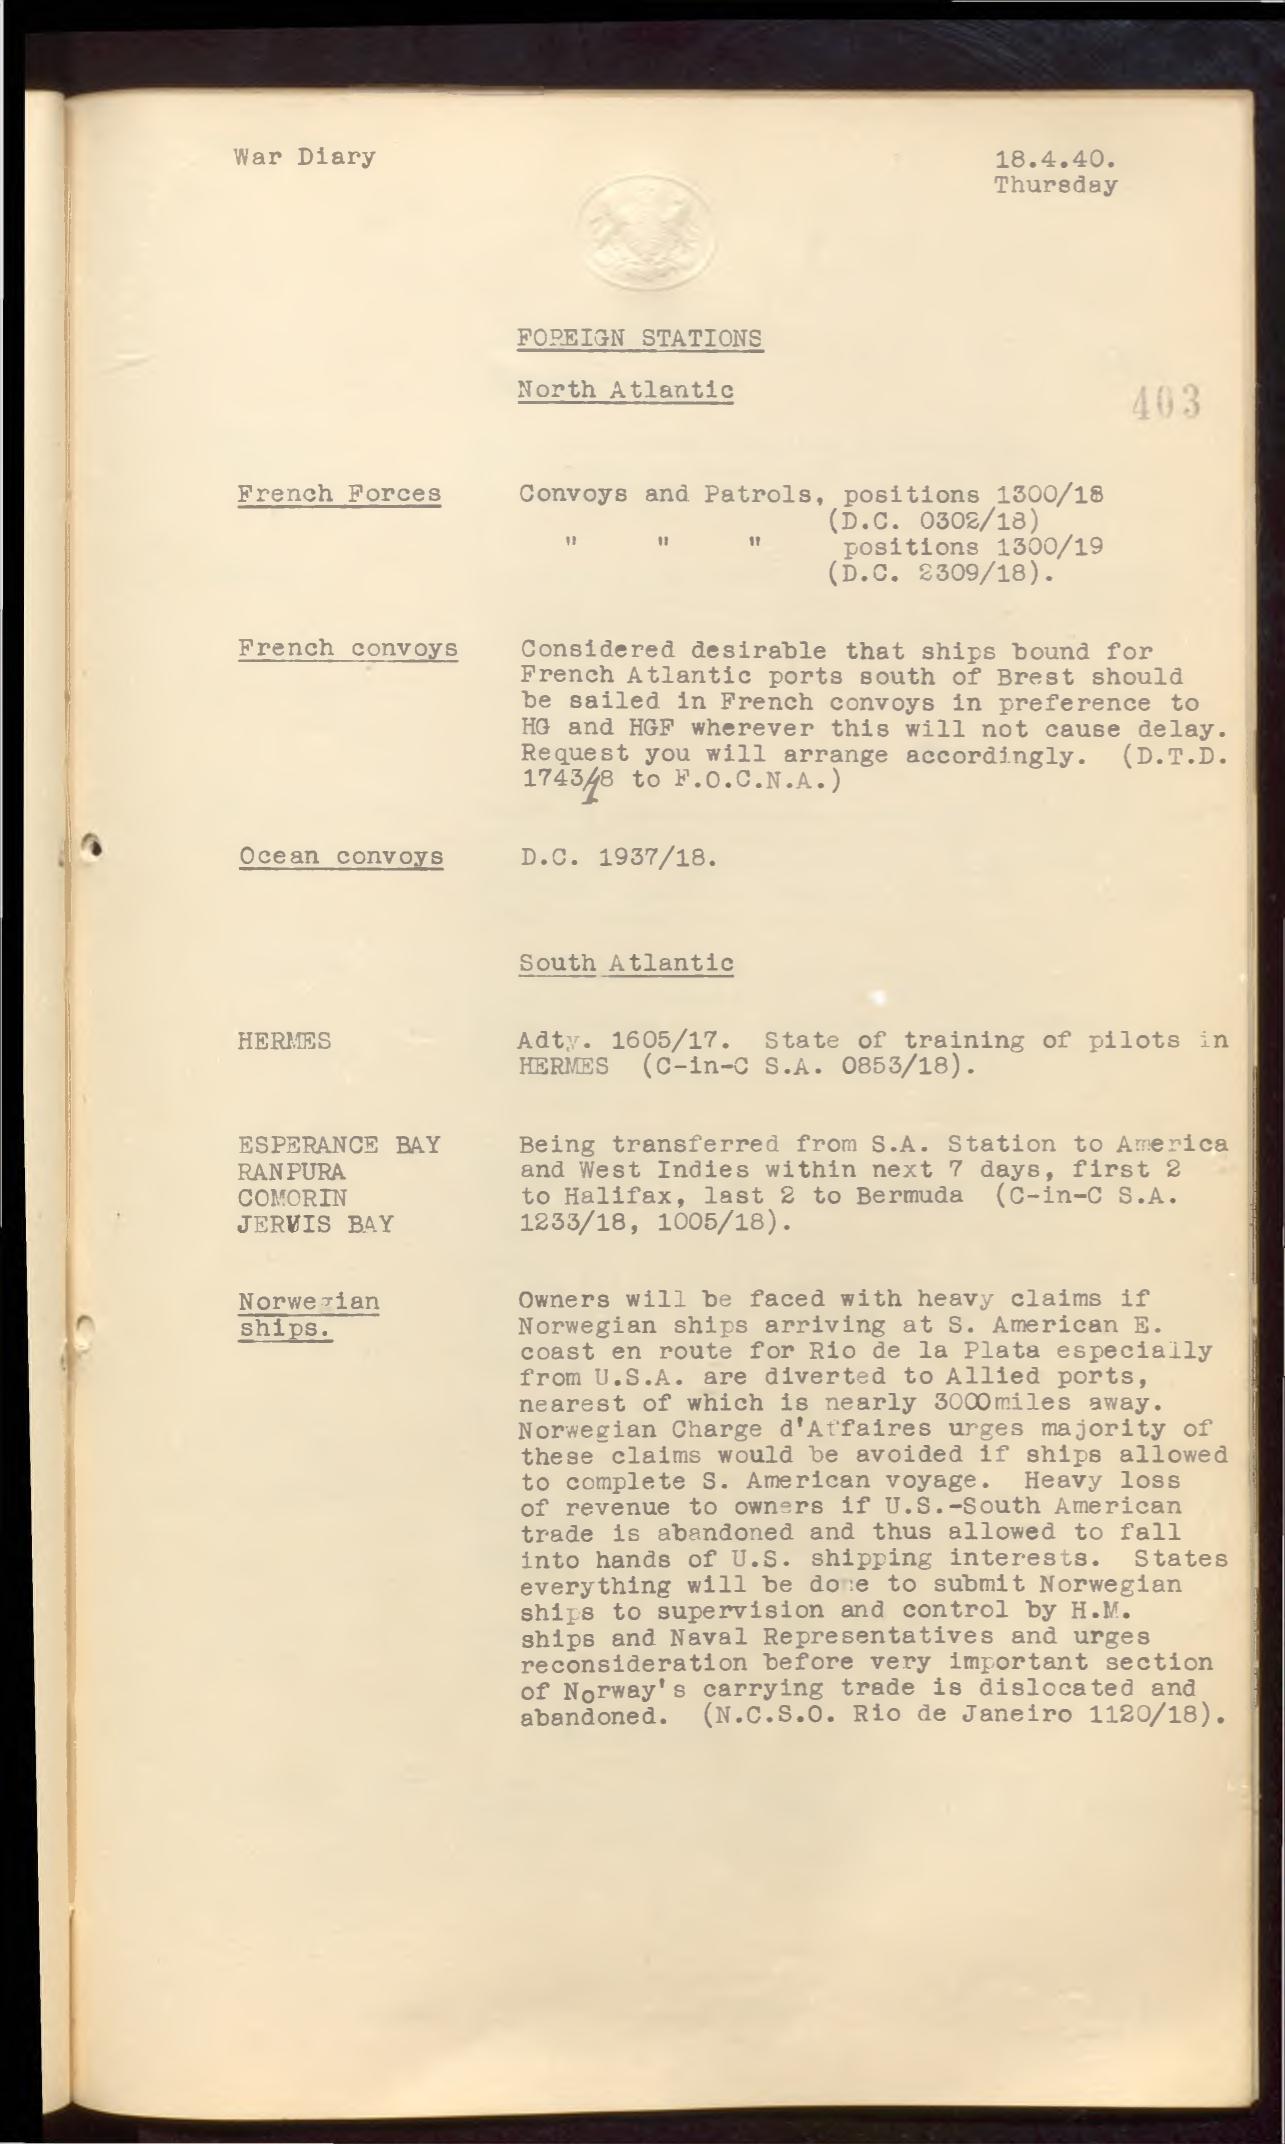 War Diary
18.4.40.
Thursday
FOREIGN STATIONS
North Atlantic
403
French Forces
Convoys and Patrols, positions 1300/18
(D.C. 0302/18)
" " " positions 1300/19
(D.C. 2309/18).
French convoys
Considered desirable that ships bound for
French Atlantic ports south of Brest should
be sailed in French convoys in preference to
HG and HGF wherever this will not cause delay.
Request you will arrange accordingly. (D.T.D.
1743/18 to F.O.C.N.A.)
Ocean convoys
D.C. 1937/18.
South Atlantic
HERMES
Adty. 1605/17. State of training of pilots in
HERMES (C-in-C S.A. 0853/18).
ESPERANCE BAY
RANPURA
COMORIN
JERVIS BAY
Being transferred from S.A. Station to America
and West Indies within next 7 days, first 2
to Halifax, last 2 to Bermuda (C-in-C S.A.
1233/18, 1005/18).
Norwegian
ships.
Owners will be faced with heavy claims if
Norwegian ships arriving at S. American E.
coast en route for Rio de la Plata especially
from U.S.A. are diverted to Allied ports,
nearest of which is nearly 3000 miles away.
Norwegian Charge d'Affaires urges majority of
these claims would be avoided if ships allowed
to complete S. American voyage. Heavy loss
of revenue to owners if U.S.-South American
trade is abandoned and thus allowed to fall
into hands of U.S. shipping interests. States
everything will be done to submit Norwegian
ships to supervision and control by H.M.
ships and Naval Representatives and urges
reconsideration before very important section
of Norway's carrying trade is dislocated and
abandoned. (N.C.S.O. Rio de Janeiro 1120/18).